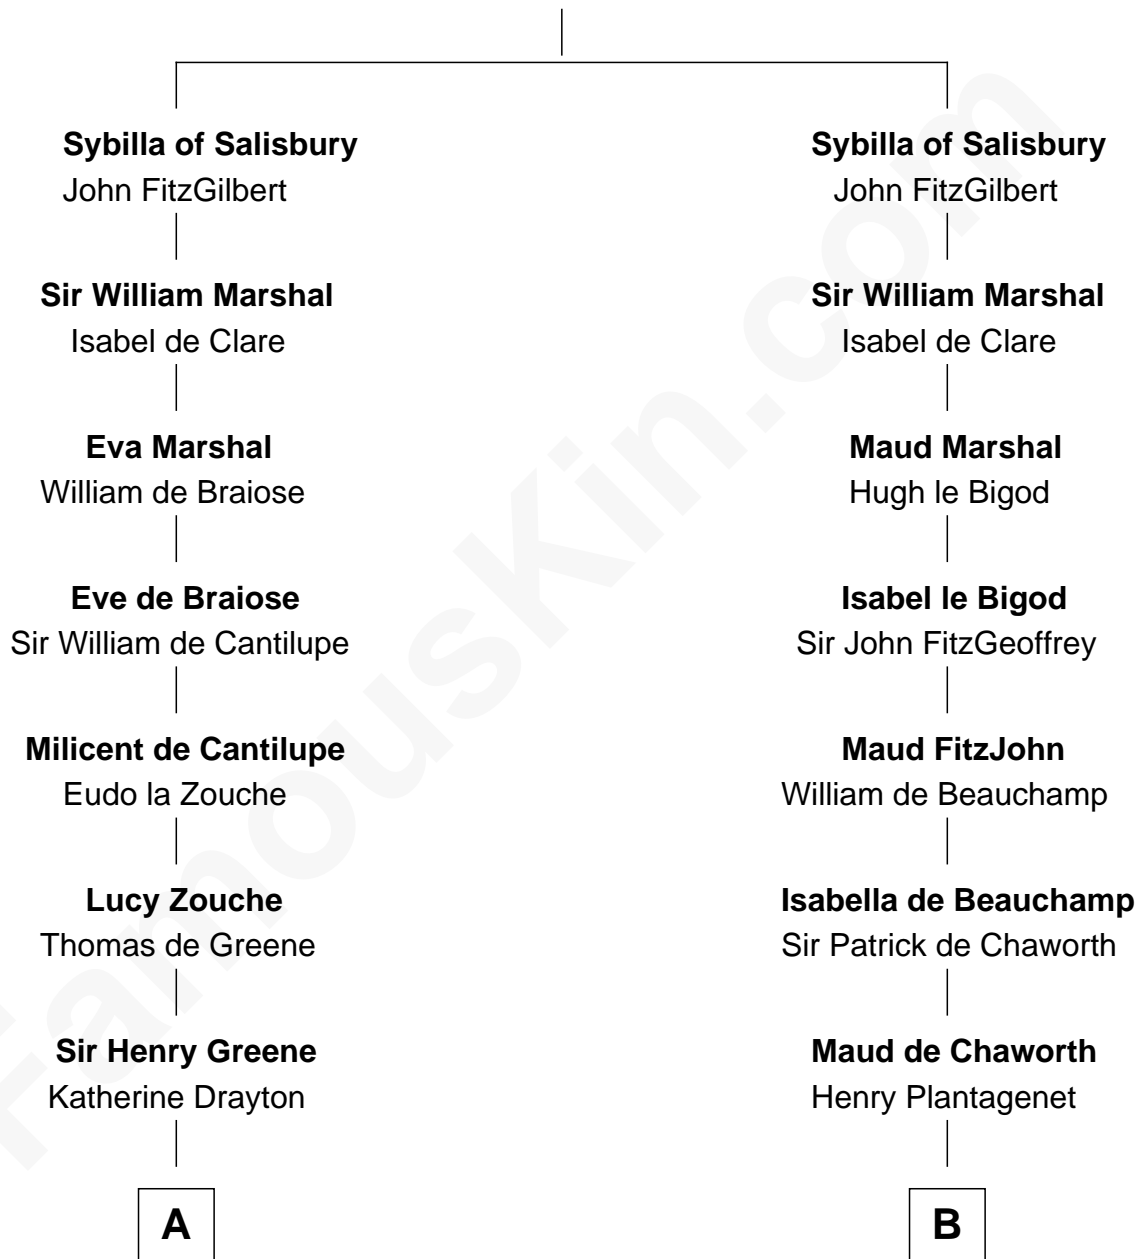 Sybilla of Salisbury
John FitzGilbert
Sir William Marshal
Isabel de Clare
Eva Marshal
William de Braiose
Eve de Braiose
Sir William de Cantilupe
Milicent de Cantilupe
Eudo la Zouche
Lucy Zouche
Thomas de Greene
Sir Henry Greene
Katherine Drayton
A
Sybilla of Salisbury
John FitzGilbert
Sir William Marshal
Isabel de Clare
Maud Marshal
Hugh le Bigod
Isabel le Bigod
Sir John FitzGeoffrey
Maud FitzJohn
William de Beauchamp
Isabella de Beauchamp
Sir Patrick de Chaworth
Maud de Chaworth
Henry Plantagenet
B
FamousKin.com